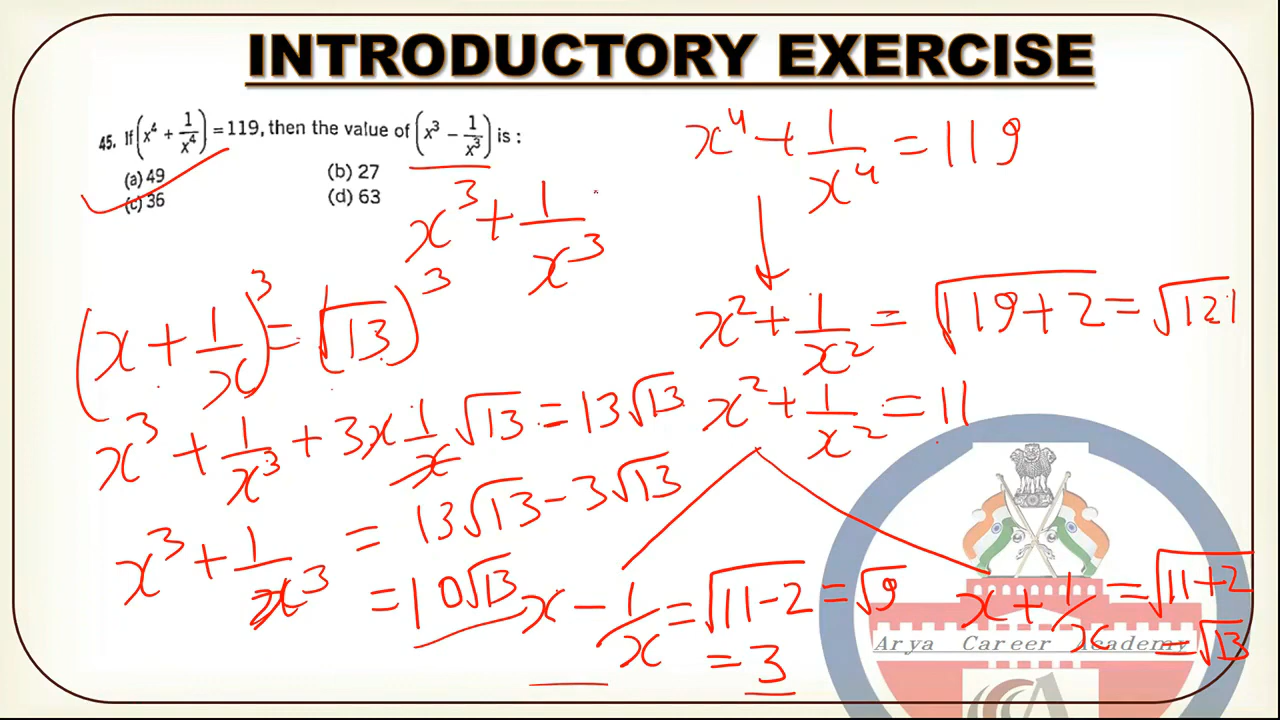 INTRODUCTORY EXERCISE
45. If (x⁴ + 1/x⁴) = 119, then the value of (x³ − 1/x³) is :
(a) 49 (b) 27
(c) 36 (d) 63
x³ + 1/x³
(x + 1/x)³ = (√13)³
x³ + 1/x³ + 3x 1/x √13 = 13√13
x³ + 1/x³ = 13√13 − 3√13
= 10√13
x⁴ + 1/x⁴ = 119
x² + 1/x² = √119+2 = √121
x² + 1/x² = 11
x − 1/x = √11−2 = √9
= 3
x + 1/x = √11+2
= √13
Arya Career Academy